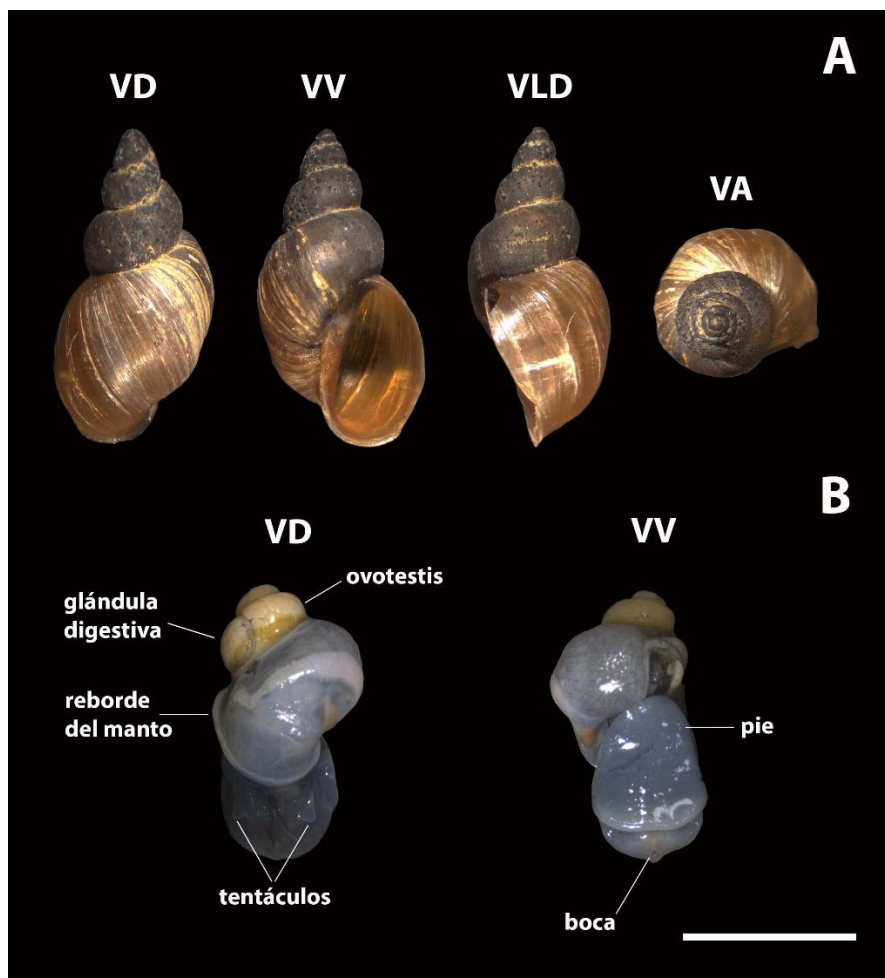 A
VD
VV
VLD
VA
B
VD
VV
ovotestis
glándula
digestiva
reborde
del manto
pie
tentáculos
boca